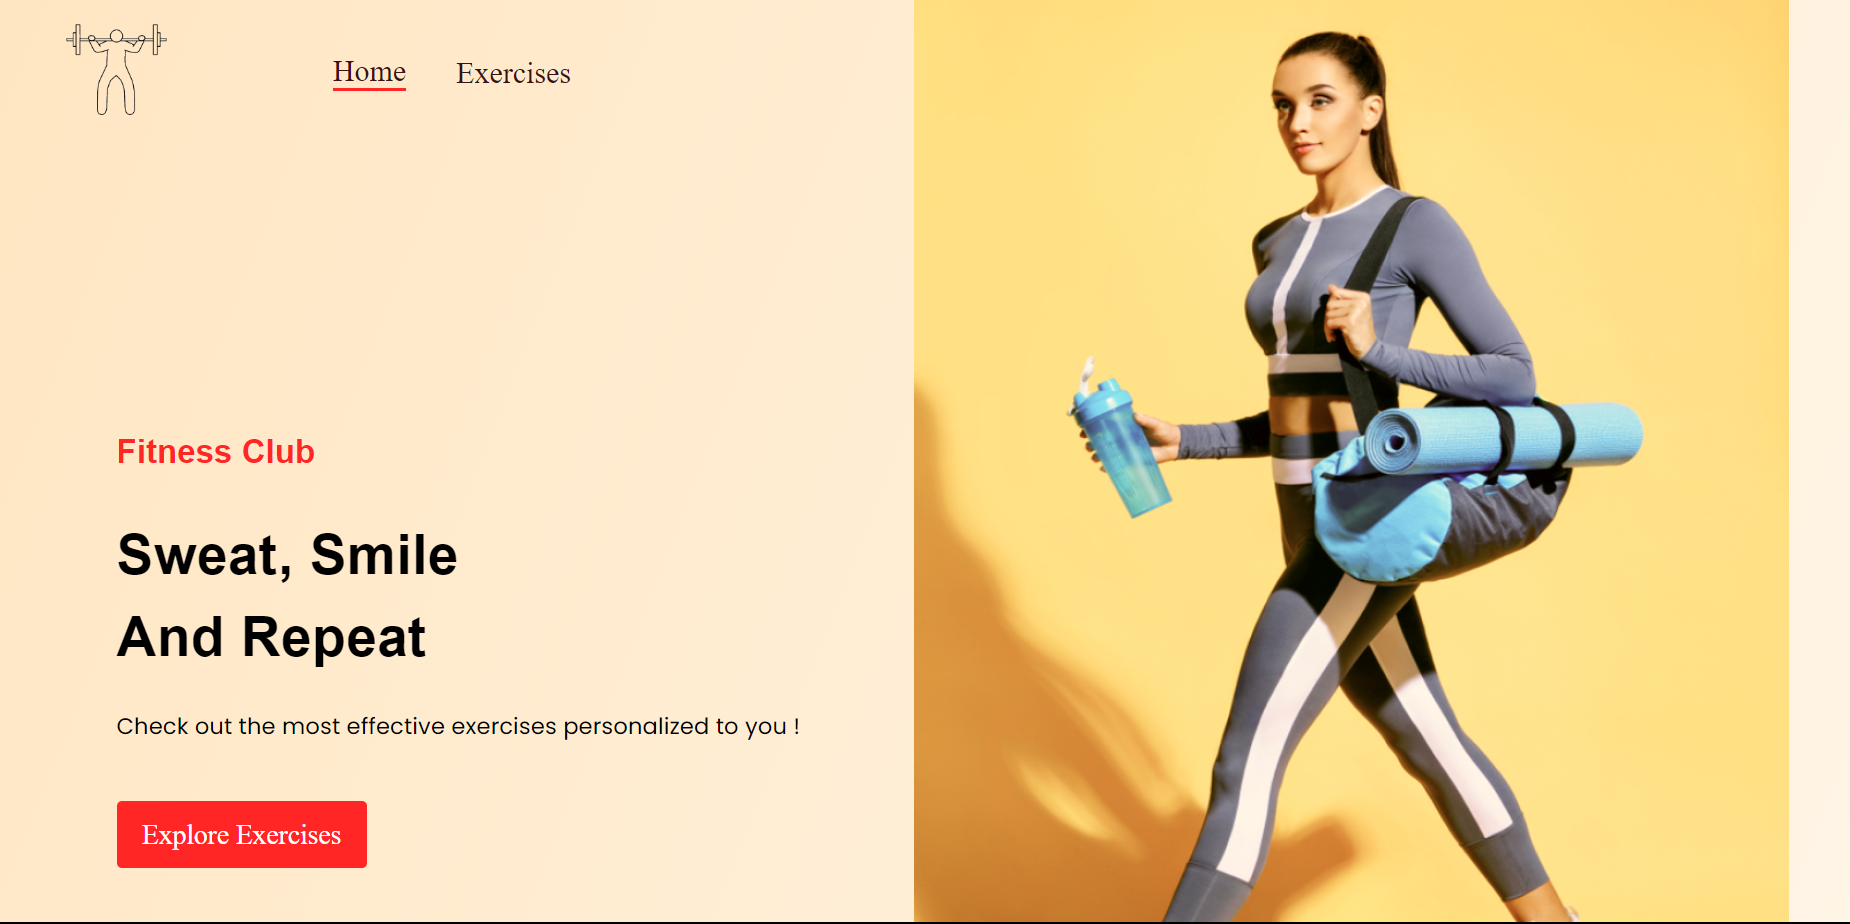 Home
Exercises
Fitness Club
Sweat, Smile
And Repeat
Check out the most effective exercises personalized to you !
Explore Exercises